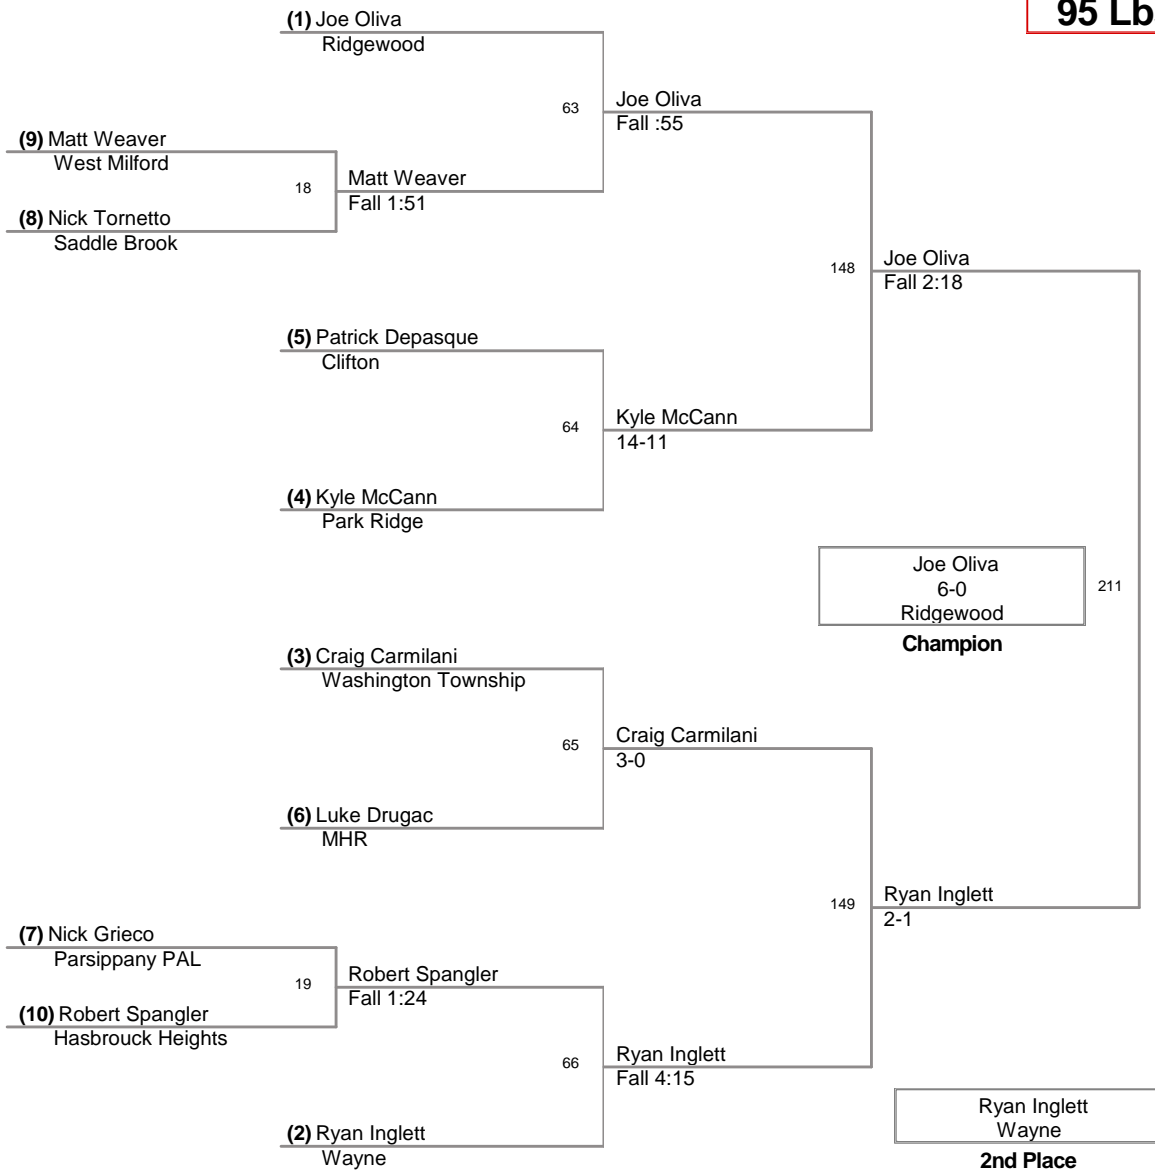 95 Lb
(1) Joe Oliva
Ridgewood
63
Joe Oliva
Fall :55
(9) Matt Weaver
West Milford
18
Matt Weaver
Fall 1:51
(8) Nick Tornetto
Saddle Brook
148
Joe Oliva
Fall 2:18
(5) Patrick Depasque
Clifton
64
Kyle McCann
14-11
(4) Kyle McCann
Park Ridge
Joe Oliva
6-0
Ridgewood
211
Champion
(3) Craig Carmilani
Washington Township
65
Craig Carmilani
3-0
(6) Luke Drugac
MHR
149
Ryan Inglett
2-1
(7) Nick Grieco
Parsippany PAL
19
Robert Spangler
Fall 1:24
(10) Robert Spangler
Hasbrouck Heights
66
Ryan Inglett
Fall 4:15
(2) Ryan Inglett
Wayne
Ryan Inglett
Wayne
2nd Place